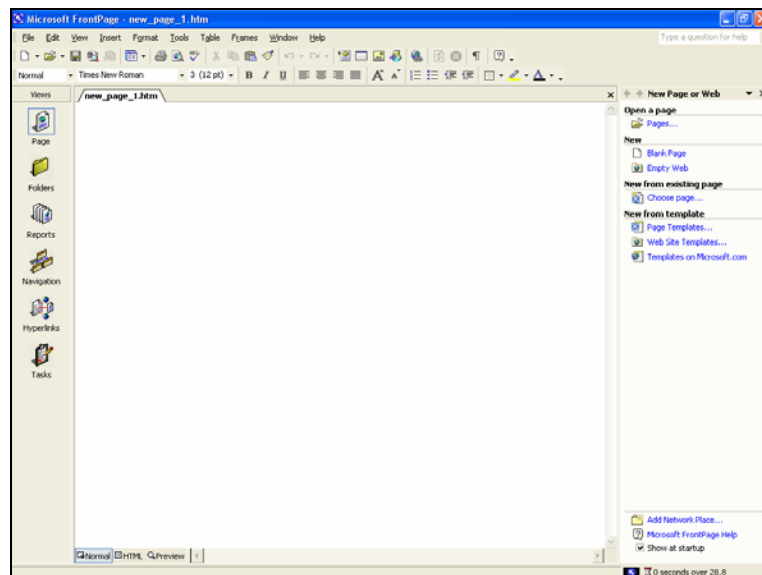 Microsoft FrontPage - new_page_1.htm
File Edit View Insert Format Tools Table Frames Window Help
Type a question for help
Normal Times New Roman 3 (12 pt) B I U A A A
Views
new_page_1.htm
New Page or Web
Page
Folders
Reports
Navigation
Hyperlinks
Tasks
Open a page
Pages...
New
Blank Page
Empty Web
New from existing page
Choose page...
New from template
Page Templates...
Web Site Templates...
Templates on Microsoft.com
Add Network Place...
Microsoft FrontPage Help
Show at startup
Normal HTML Preview
0 seconds over 28.8